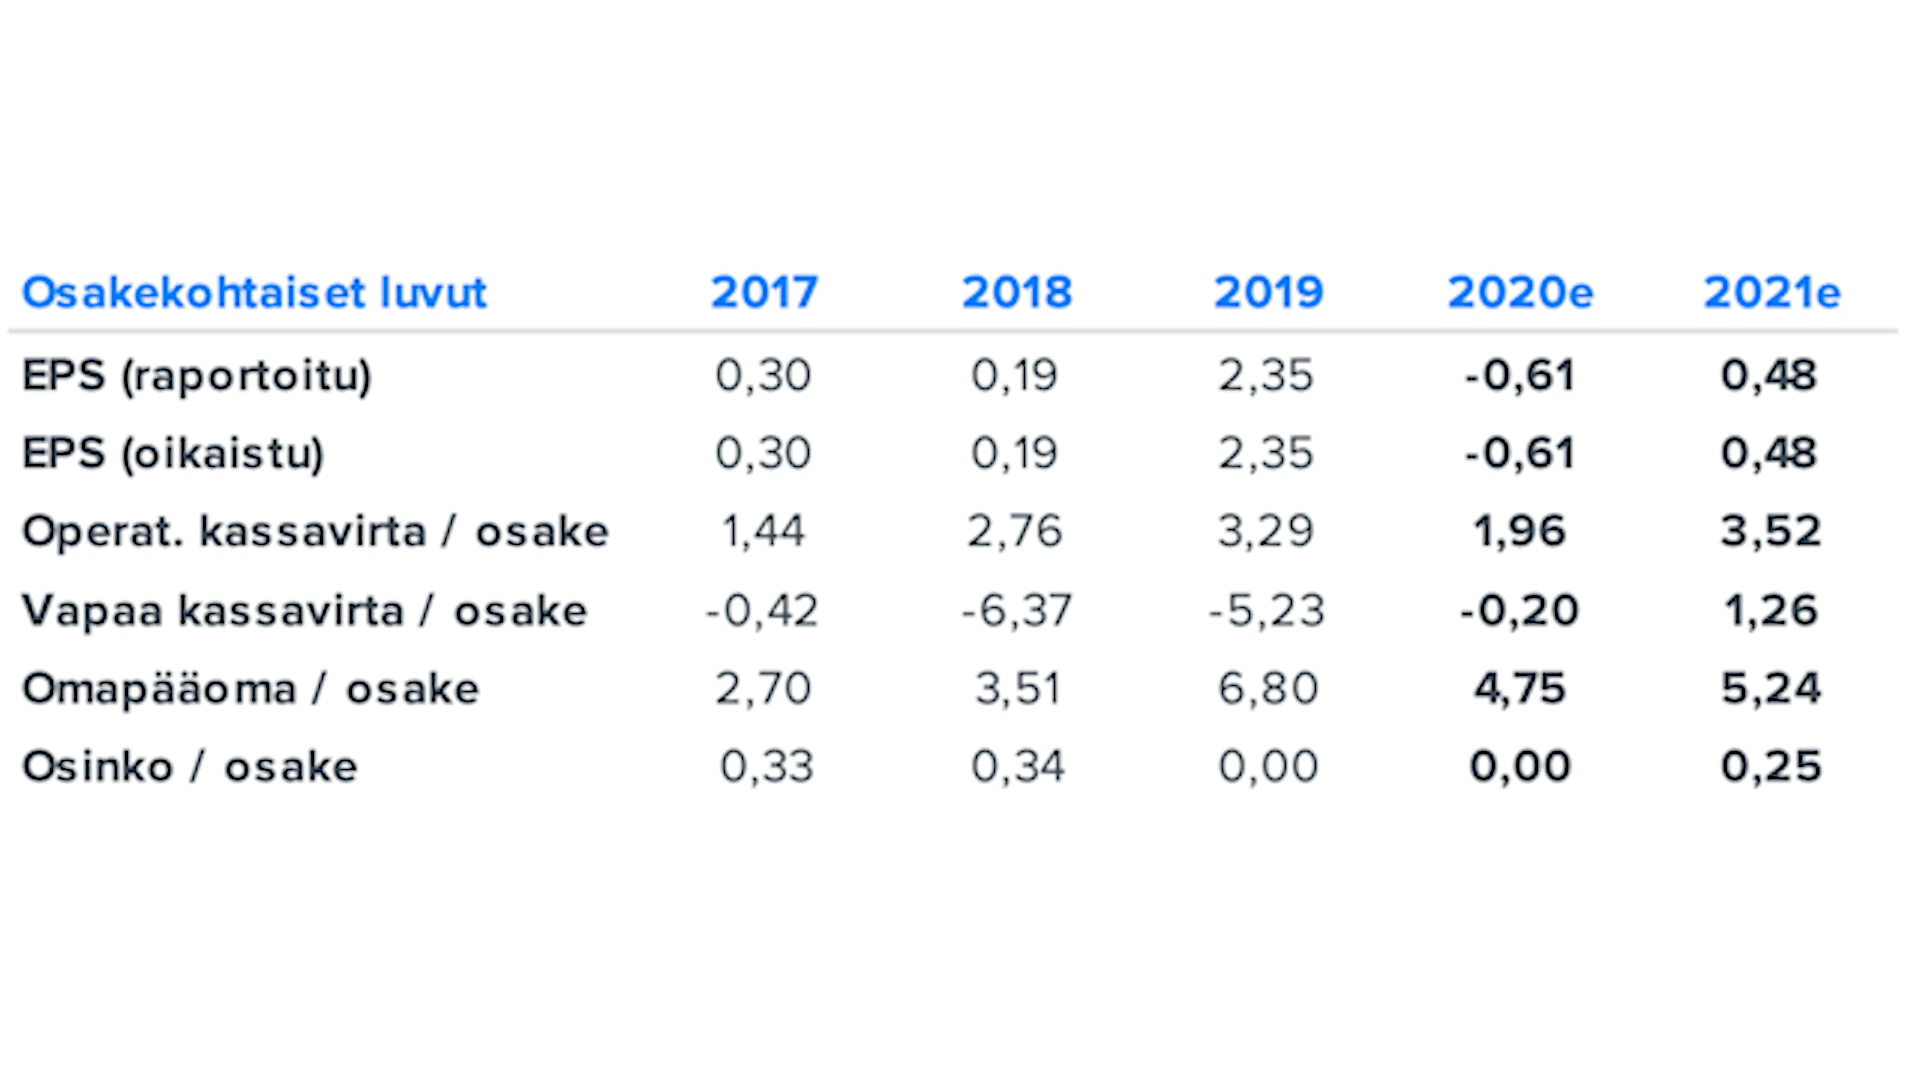 Osakekohtaiset luvut 2017 2018 2019 2020e 2021e
EPS (raportoitu) 0,30 0,19 2,35 -0,61 0,48
EPS (oikaistu) 0,30 0,19 2,35 -0,61 0,48
Operat. kassavirta / osake 1,44 2,76 3,29 1,96 3,52
Vapaa kassavirta / osake -0,42 -6,37 -5,23 -0,20 1,26
Omapääoma / osake 2,70 3,51 6,80 4,75 5,24
Osinko / osake 0,33 0,34 0,00 0,00 0,25